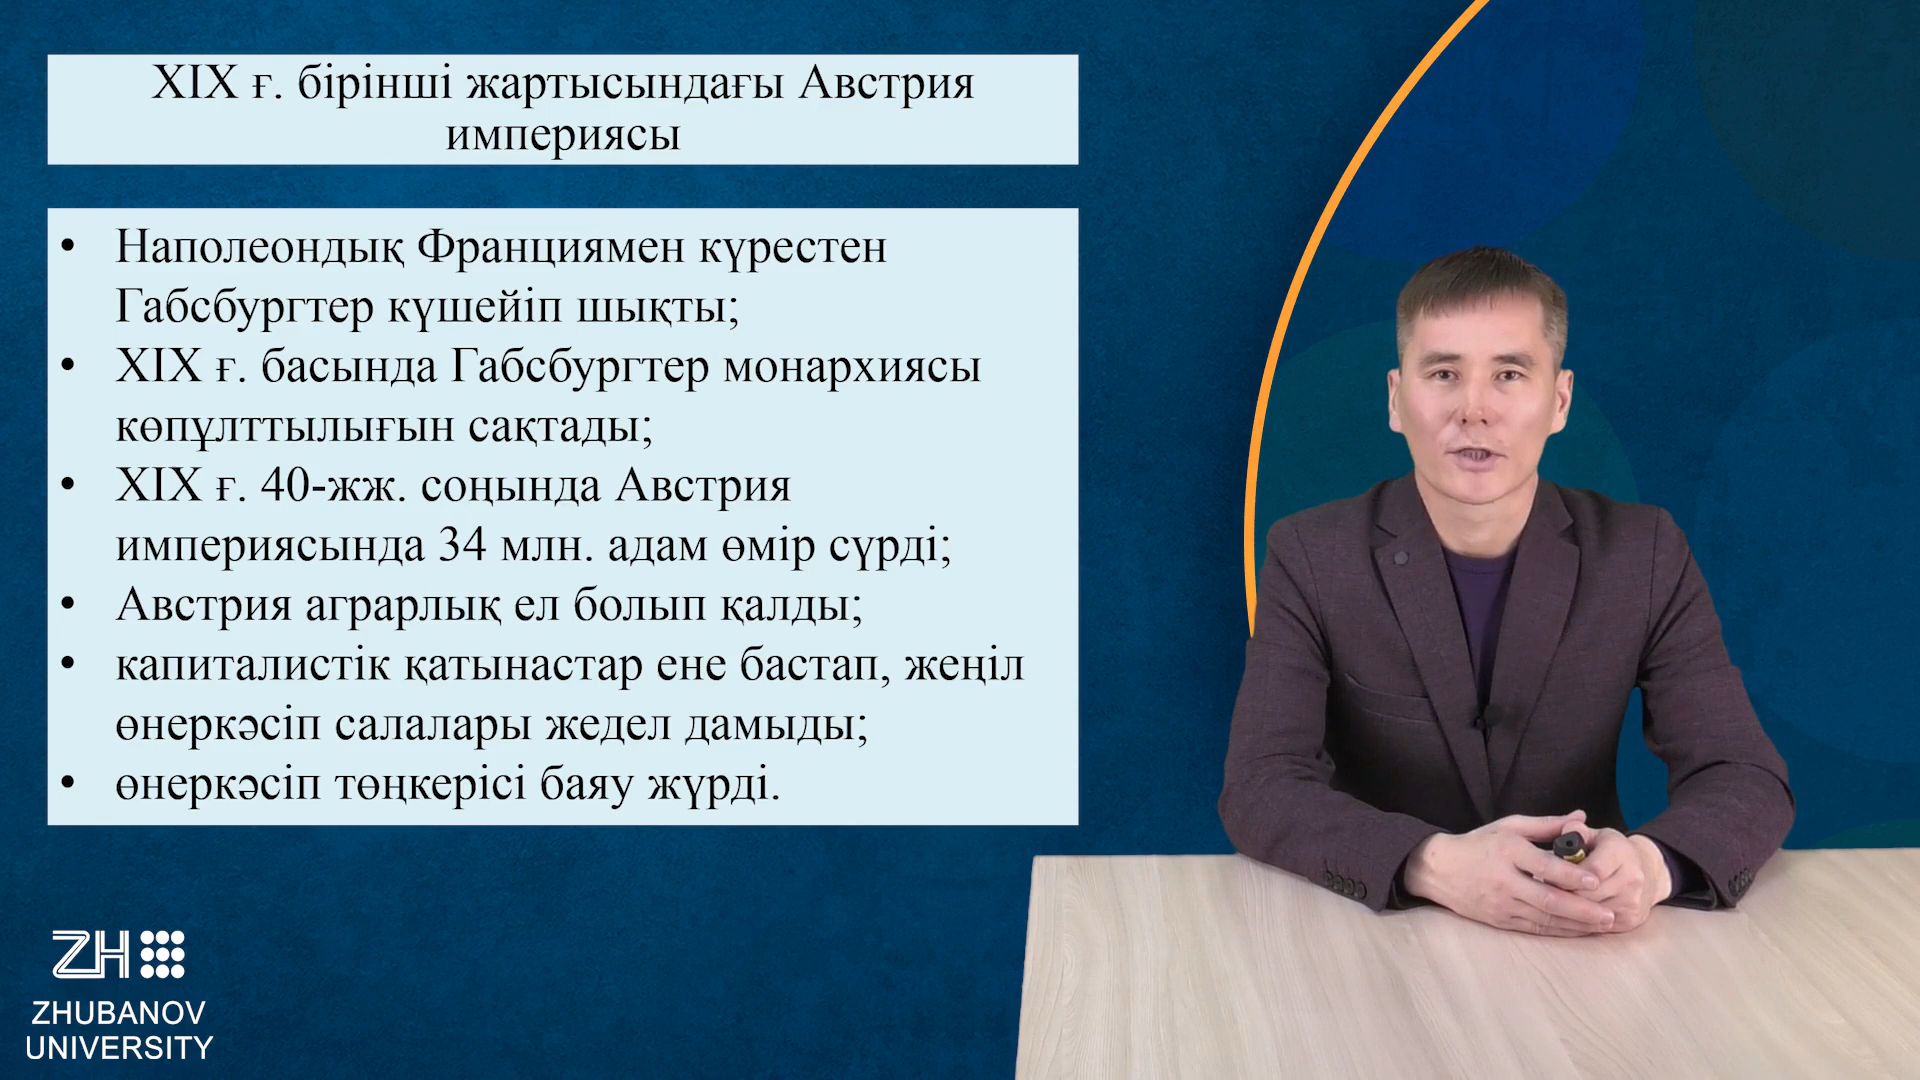 XIX ғ. бірінші жартысындағы Австрия
империясы
• Наполеондық Франциямен күрестен
Габсбургтер күшейіп шықты;
• XIX ғ. басында Габсбургтер монархиясы
көпұлттылығын сақтады;
• XIX ғ. 40-жж. соңында Австрия
империясында 34 млн. адам өмір сүрді;
• Австрия аграрлық ел болып қалды;
• капиталистік қатынастар ене бастап, жеңіл
өнеркәсіп салалары жедел дамыды;
• өнеркәсіп төңкерісі баяу жүрді.
ZH
ZHUBANOV
UNIVERSITY